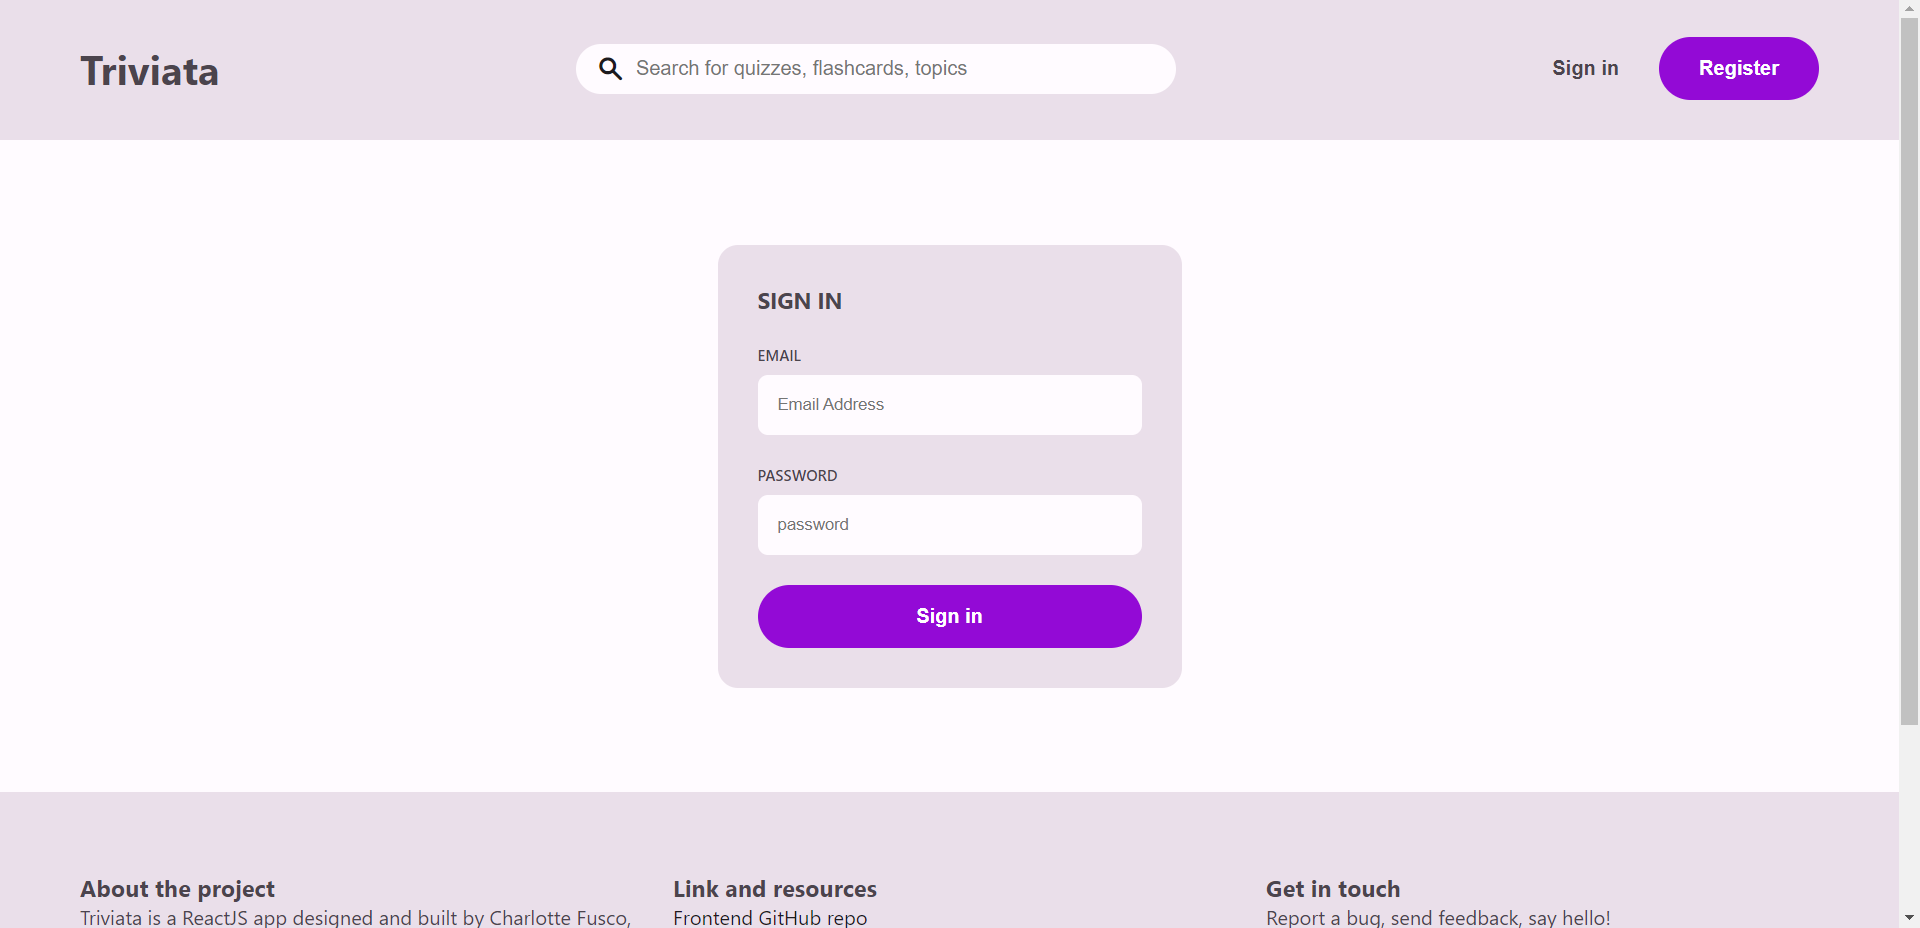 Triviata
Search for quizzes, flashcards, topics
Sign in
Register
SIGN IN
EMAIL
Email Address
PASSWORD
password
Sign in
About the project
Triviata is a ReactJS app designed and built by Charlotte Fusco,
Link and resources
Frontend GitHub repo
Get in touch
Report a bug, send feedback, say hello!